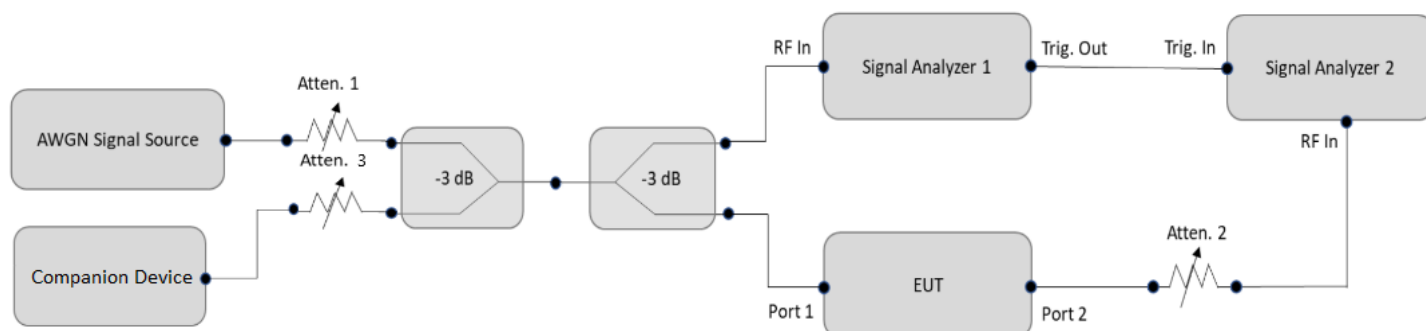 RF In
Signal Analyzer 1
Trig. Out
Trig. In
Signal Analyzer 2
RF In
Atten. 1
AWGN Signal Source
Atten. 3
-3 dB
-3 dB
Companion Device
Port 1
EUT
Port 2
Atten. 2